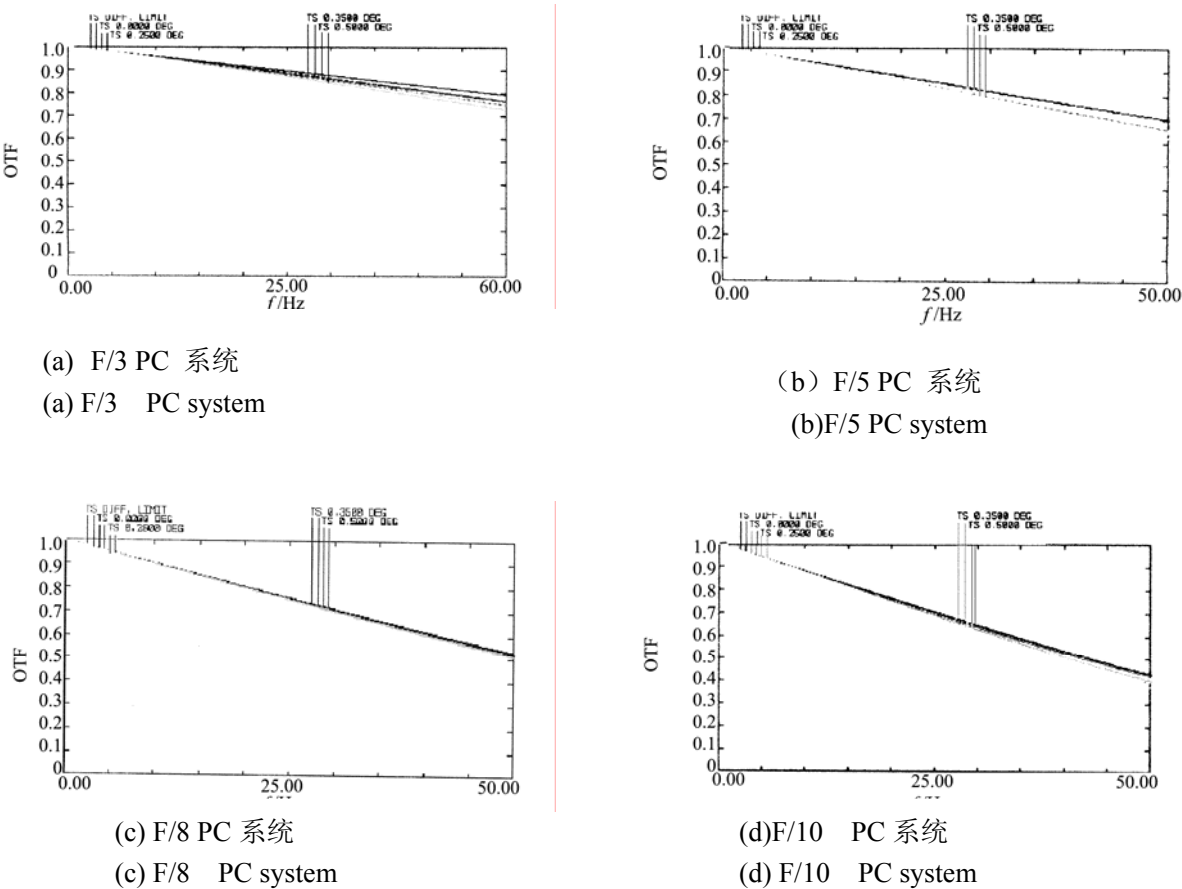 TS DIFF. LIMIT
TS 0.0000 DEG
TS 0.2500 DEG
TS 0.3500 DEG
TS 0.5000 DEG
1.0
0.9
0.8
0.7
0.6
0.5
0.4
0.3
0.2
0.1
0
OTF
0.00
25.00
60.00
f /Hz
(a) F/3 PC 系统
(a) F/3 PC system
TS DIFF. LIMIT
TS 0.0000 DEG
TS 0.2500 DEG
TS 0.3500 DEG
TS 0.5000 DEG
1.0
0.9
0.8
0.7
0.6
0.5
0.4
0.3
0.2
0.1
0
OTF
0.00
25.00
50.00
f /Hz
（b）F/5 PC 系统
(b)F/5 PC system
TS DIFF. LIMIT
TS 0.0000 DEG
TS 0.2800 DEG
TS 0.3500 DEG
TS 0.5000 DEG
1.0
0.9
0.8
0.7
0.6
0.5
0.4
0.3
0.2
0.1
0
OTF
0.00
25.00
50.00
(c) F/8 PC 系统
(c) F/8 PC system
TS DIFF. LIMIT
TS 0.0000 DEG
TS 0.2500 DEG
TS 0.3500 DEG
TS 0.5000 DEG
1.0
0.9
0.8
0.7
0.6
0.5
0.4
0.3
0.2
0.1
0
OTF
0.00
25.00
50.00
(d)F/10 PC 系统
(d) F/10 PC system